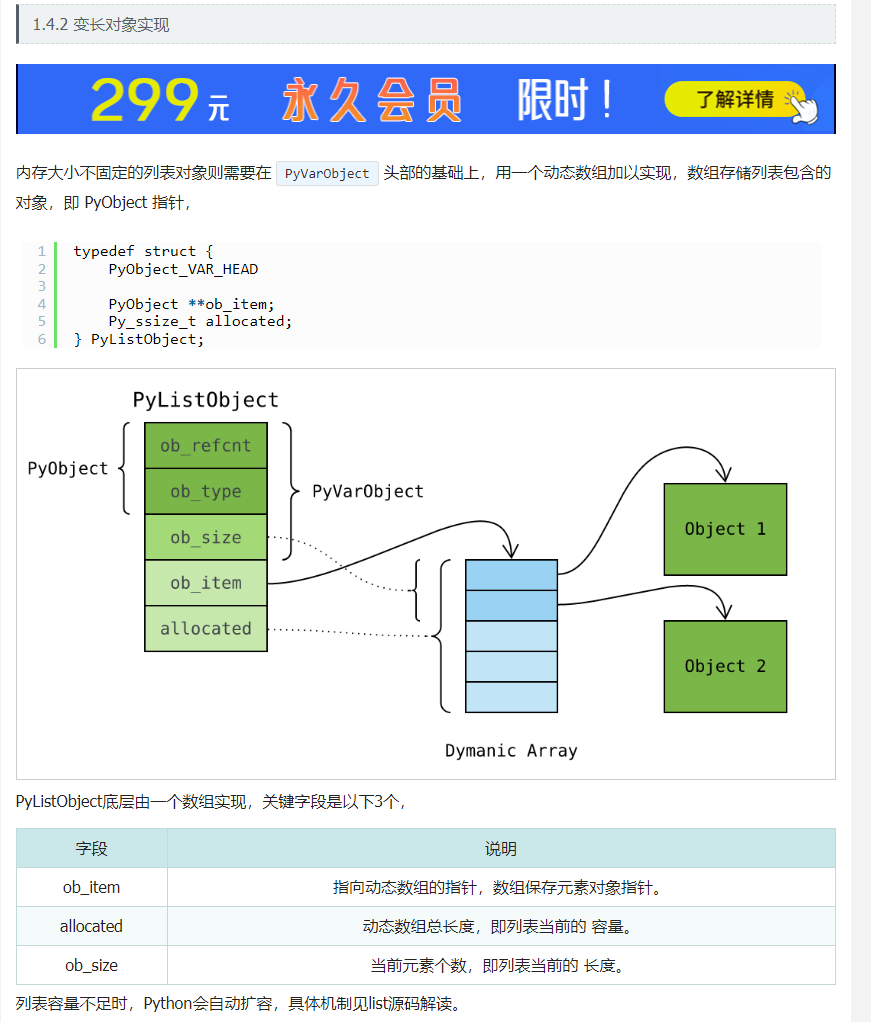 1.4.2 变长对象实现
299元 永久会员 限时！ 了解详情
内存大小不固定的列表对象则需要在 PyVarObject 头部的基础上，用一个动态数组加以实现，数组存储列表包含的
对象，即 PyObject 指针，
1 typedef struct {
2     PyObject_VAR_HEAD
3
4     PyObject **ob_item;
5     Py_ssize_t allocated;
6 } PyListObject;
PyListObject
PyObject
ob_refcnt
ob_type
PyVarObject
ob_size
ob_item
allocated
Object 1
Object 2
Dymanic Array
PyListObject底层由一个数组实现，关键字段是以下3个，
字段 说明
ob_item 指向动态数组的指针，数组保存元素对象指针。
allocated 动态数组总长度，即列表当前的 容量。
ob_size 当前元素个数，即列表当前的 长度。
列表容量不足时，Python会自动扩容，具体机制见list源码解读。